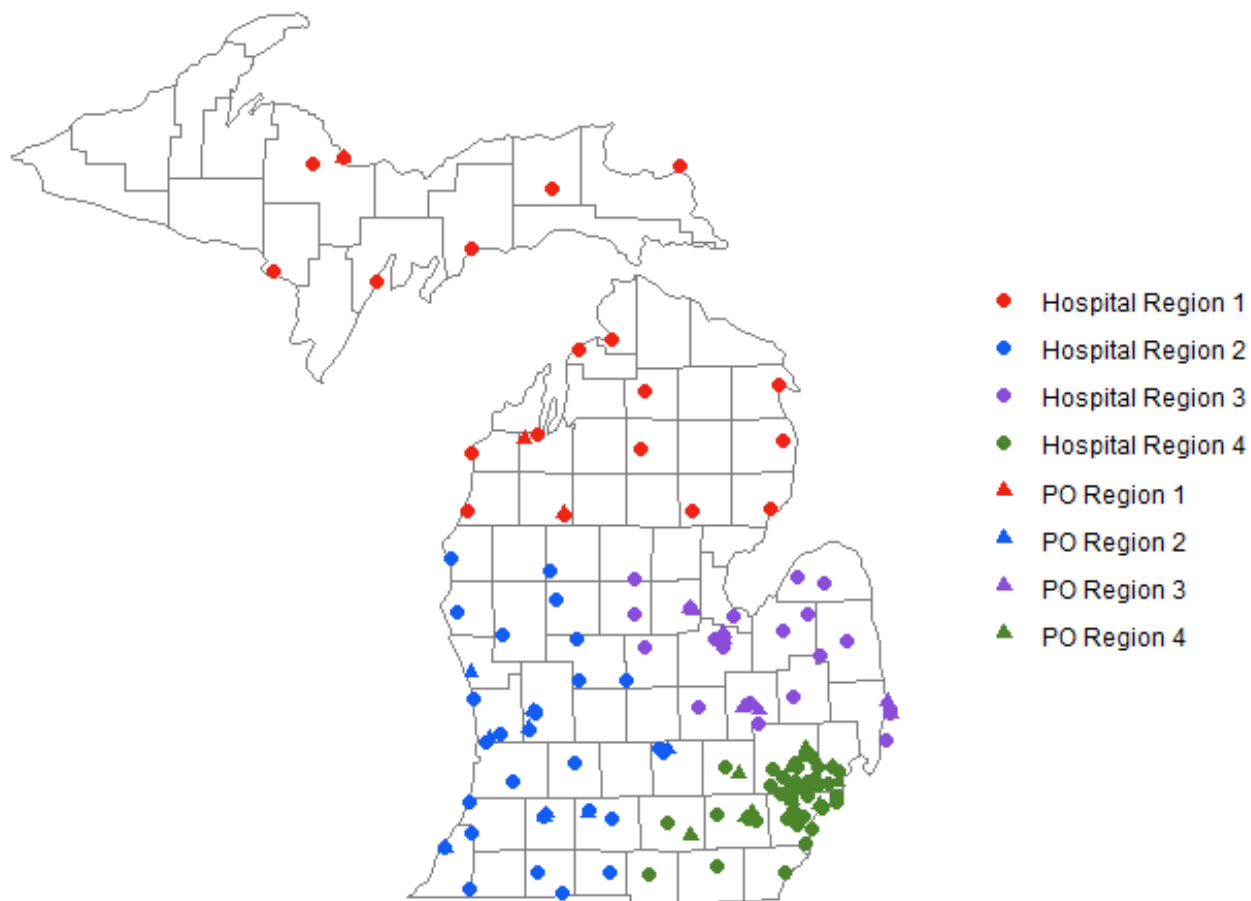 Hospital Region 1
Hospital Region 2
Hospital Region 3
Hospital Region 4
PO Region 1
PO Region 2
PO Region 3
PO Region 4